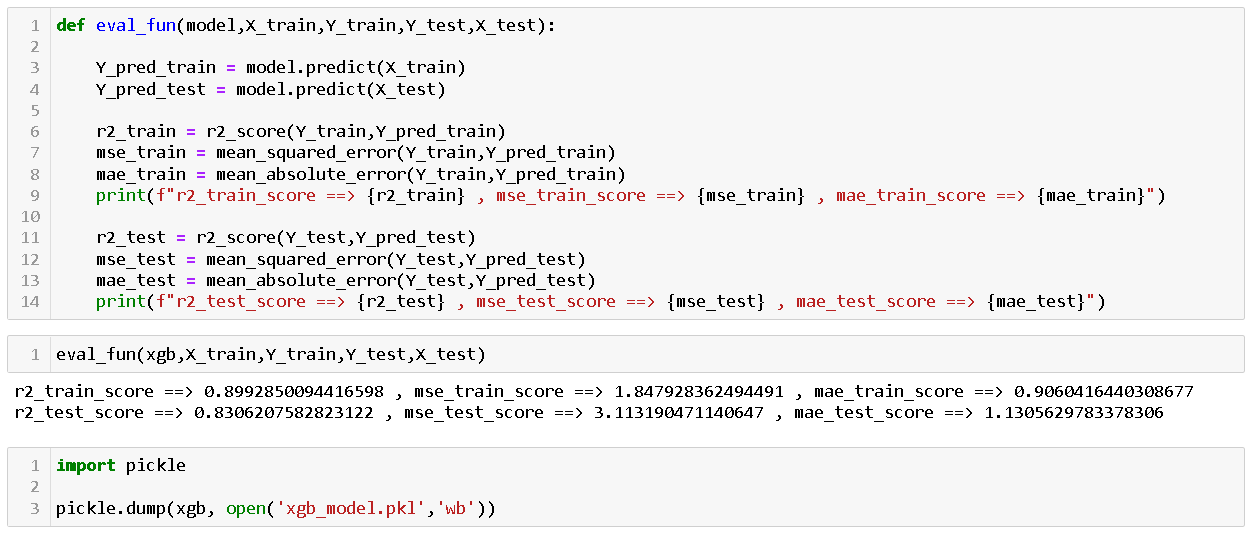 1 def eval_fun(model,X_train,Y_train,Y_test,X_test):
2
3     Y_pred_train = model.predict(X_train)
4     Y_pred_test = model.predict(X_test)
5
6     r2_train = r2_score(Y_train,Y_pred_train)
7     mse_train = mean_squared_error(Y_train,Y_pred_train)
8     mae_train = mean_absolute_error(Y_train,Y_pred_train)
9     print(f"r2_train_score ==> {r2_train} , mse_train_score ==> {mse_train} , mae_train_score ==> {mae_train}")
10
11     r2_test = r2_score(Y_test,Y_pred_test)
12     mse_test = mean_squared_error(Y_test,Y_pred_test)
13     mae_test = mean_absolute_error(Y_test,Y_pred_test)
14     print(f"r2_test_score ==> {r2_test} , mse_test_score ==> {mse_test} , mae_test_score ==> {mae_test}")
1 eval_fun(xgb,X_train,Y_train,Y_test,X_test)
r2_train_score ==> 0.8992850094416598 , mse_train_score ==> 1.847928362494491 , mae_train_score ==> 0.9060416440308677
r2_test_score ==> 0.8306207582823122 , mse_test_score ==> 3.113190471140647 , mae_test_score ==> 1.1305629783378306
1 import pickle
2
3 pickle.dump(xgb, open('xgb_model.pkl','wb'))